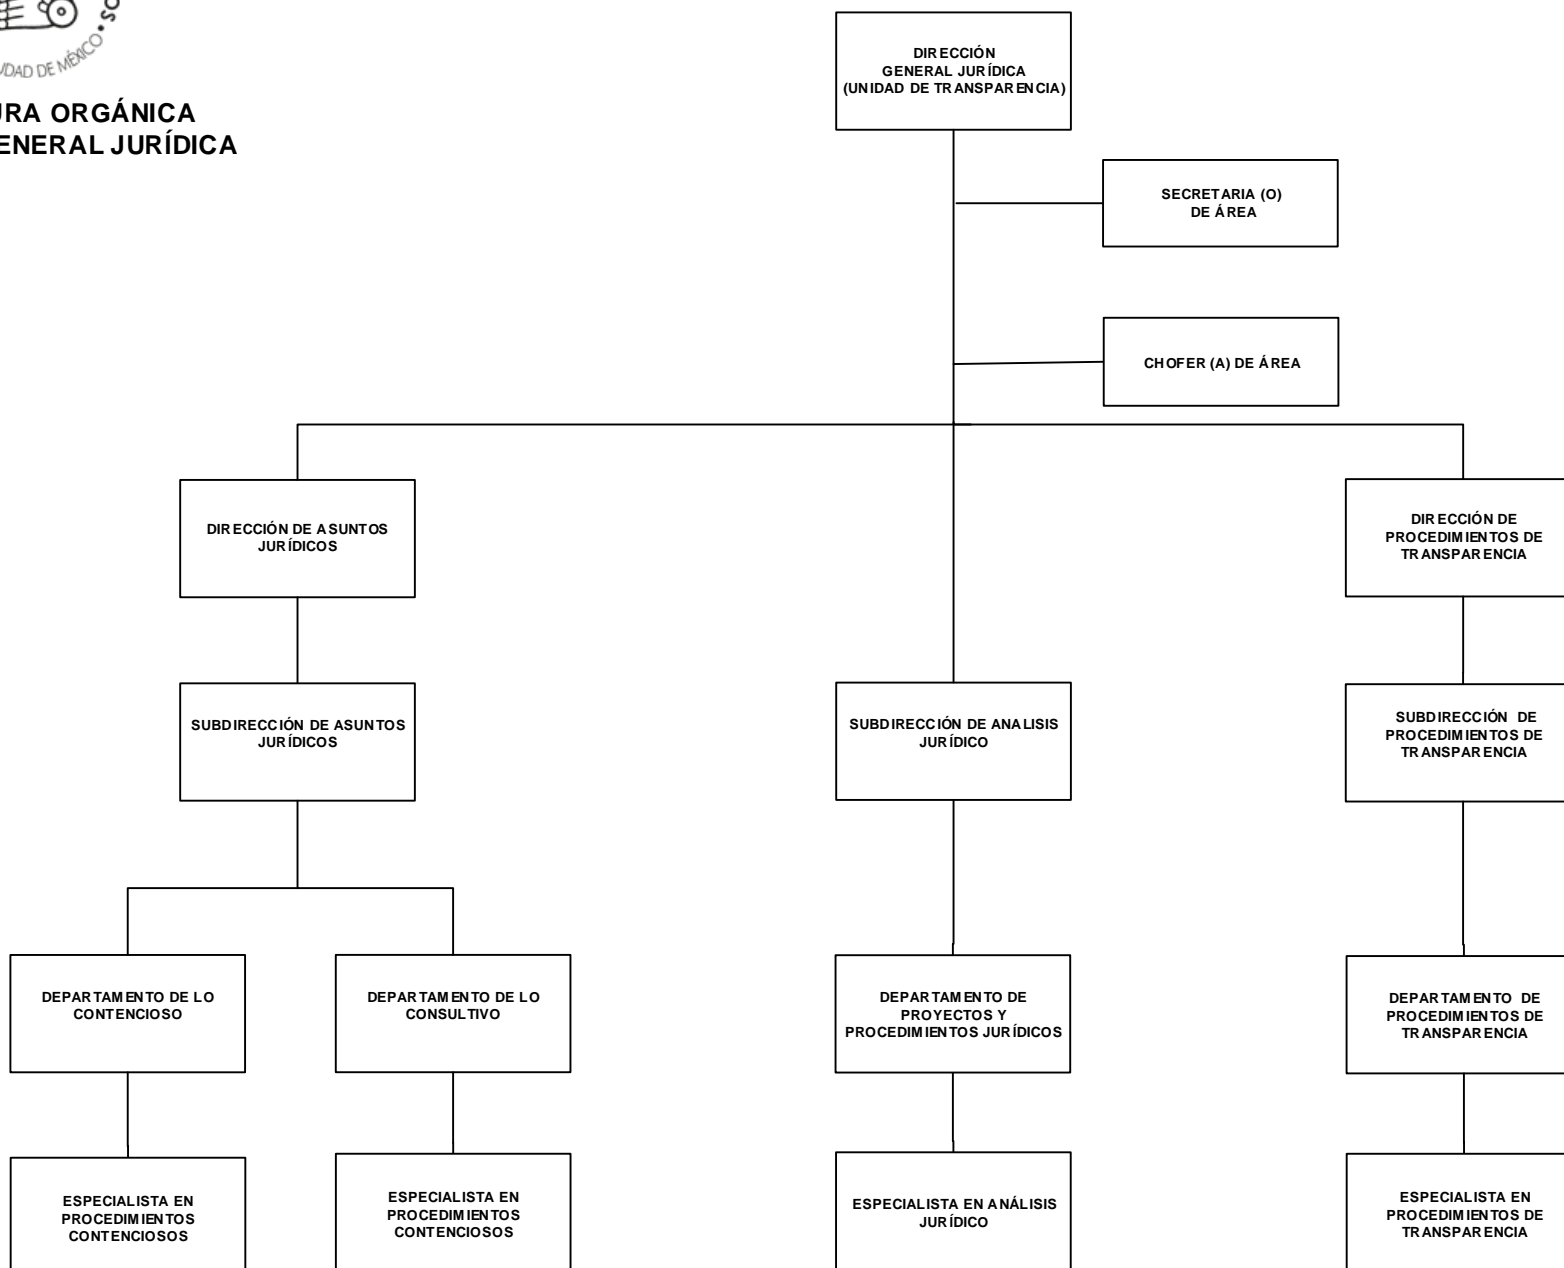 DAD DE MÉXICO
URA ORGÁNICA
ENERAL JURÍDICA
DIRECCIÓN
GENERAL JURÍDICA
(UNIDAD DE TRANSPARENCIA)
SECRETARIA (O)
DE ÁREA
CHOFER (A) DE ÁREA
DIRECCIÓN DE ASUNTOS
JURÍDICOS
DIRECCIÓN DE
PROCEDIMIENTOS DE
TRANSPARENCIA
SUBDIRECCIÓN DE ASUNTOS
JURÍDICOS
SUBDIRECCIÓN DE ANALISIS
JURÍDICO
SUBDIRECCIÓN DE
PROCEDIMIENTOS DE
TRANSPARENCIA
DEPARTAMENTO DE LO
CONTENCIOSO
DEPARTAMENTO DE LO
CONSULTIVO
DEPARTAMENTO DE
PROYECTOS Y
PROCEDIMIENTOS JURÍDICOS
DEPARTAMENTO DE
PROCEDIMIENTOS DE
TRANSPARENCIA
ESPECIALISTA EN
PROCEDIMIENTOS
CONTENCIOSOS
ESPECIALISTA EN
PROCEDIMIENTOS
CONTENCIOSOS
ESPECIALISTA EN ANÁLISIS
JURÍDICO
ESPECIALISTA EN
PROCEDIMIENTOS DE
TRANSPARENCIA